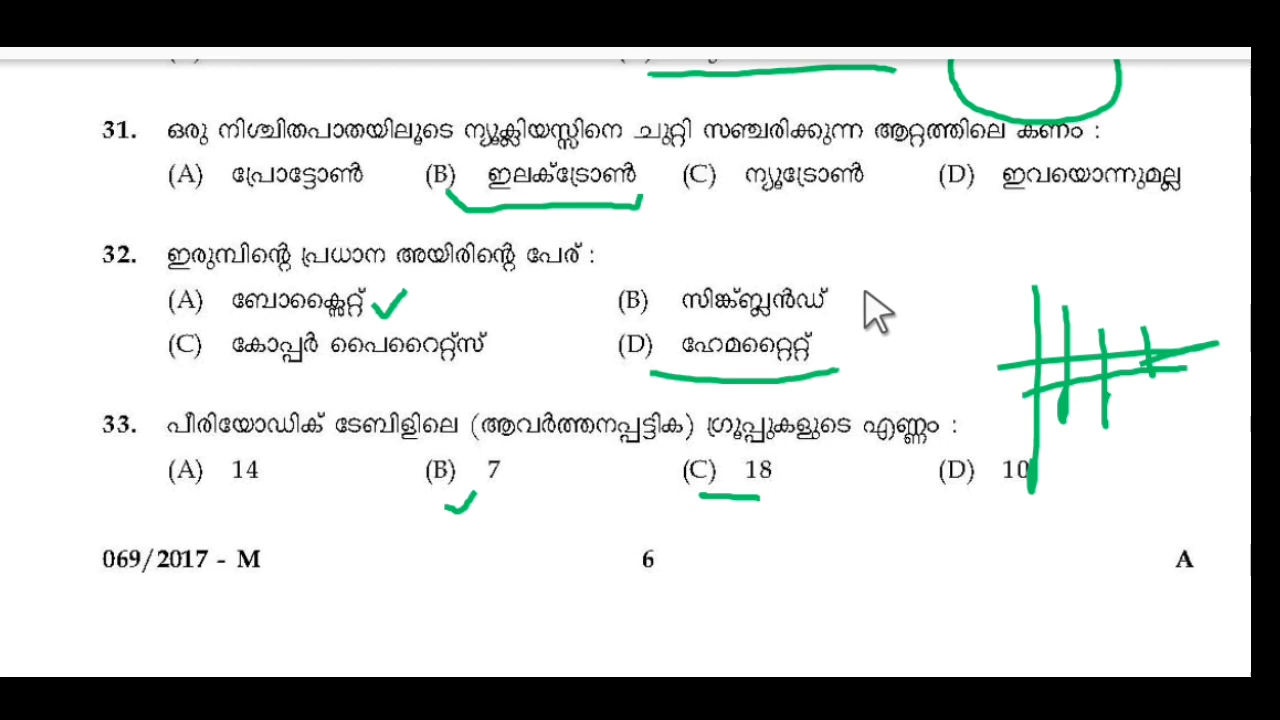 31. ഒരു നിശ്ചിതപാതയിലൂടെ ന്യൂക്ലിയസ്സിനെ ചുറ്റി സഞ്ചരിക്കുന്ന ആറ്റത്തിലെ കണം :
(A) പ്രോട്ടോൺ (B) ഇലക്ട്രോൺ (C) ന്യൂട്രോൺ (D) ഇവയൊന്നുമല്ല
32. ഇരുമ്പിന്റെ പ്രധാന അയിരിന്റെ പേര് :
(A) ബോക്സൈറ്റ് (B) സിങ്ക്ബ്ലൻഡ്
(C) കോപ്പർ പൈറൈറ്റ്സ് (D) ഹേമറ്റൈറ്റ്
33. പീരിയോഡിക് ടേബിളിലെ (ആവർത്തനപ്പട്ടിക) ഗ്രൂപ്പുകളുടെ എണ്ണം :
(A) 14 (B) 7 (C) 18 (D) 10
069/2017 - M 6 A